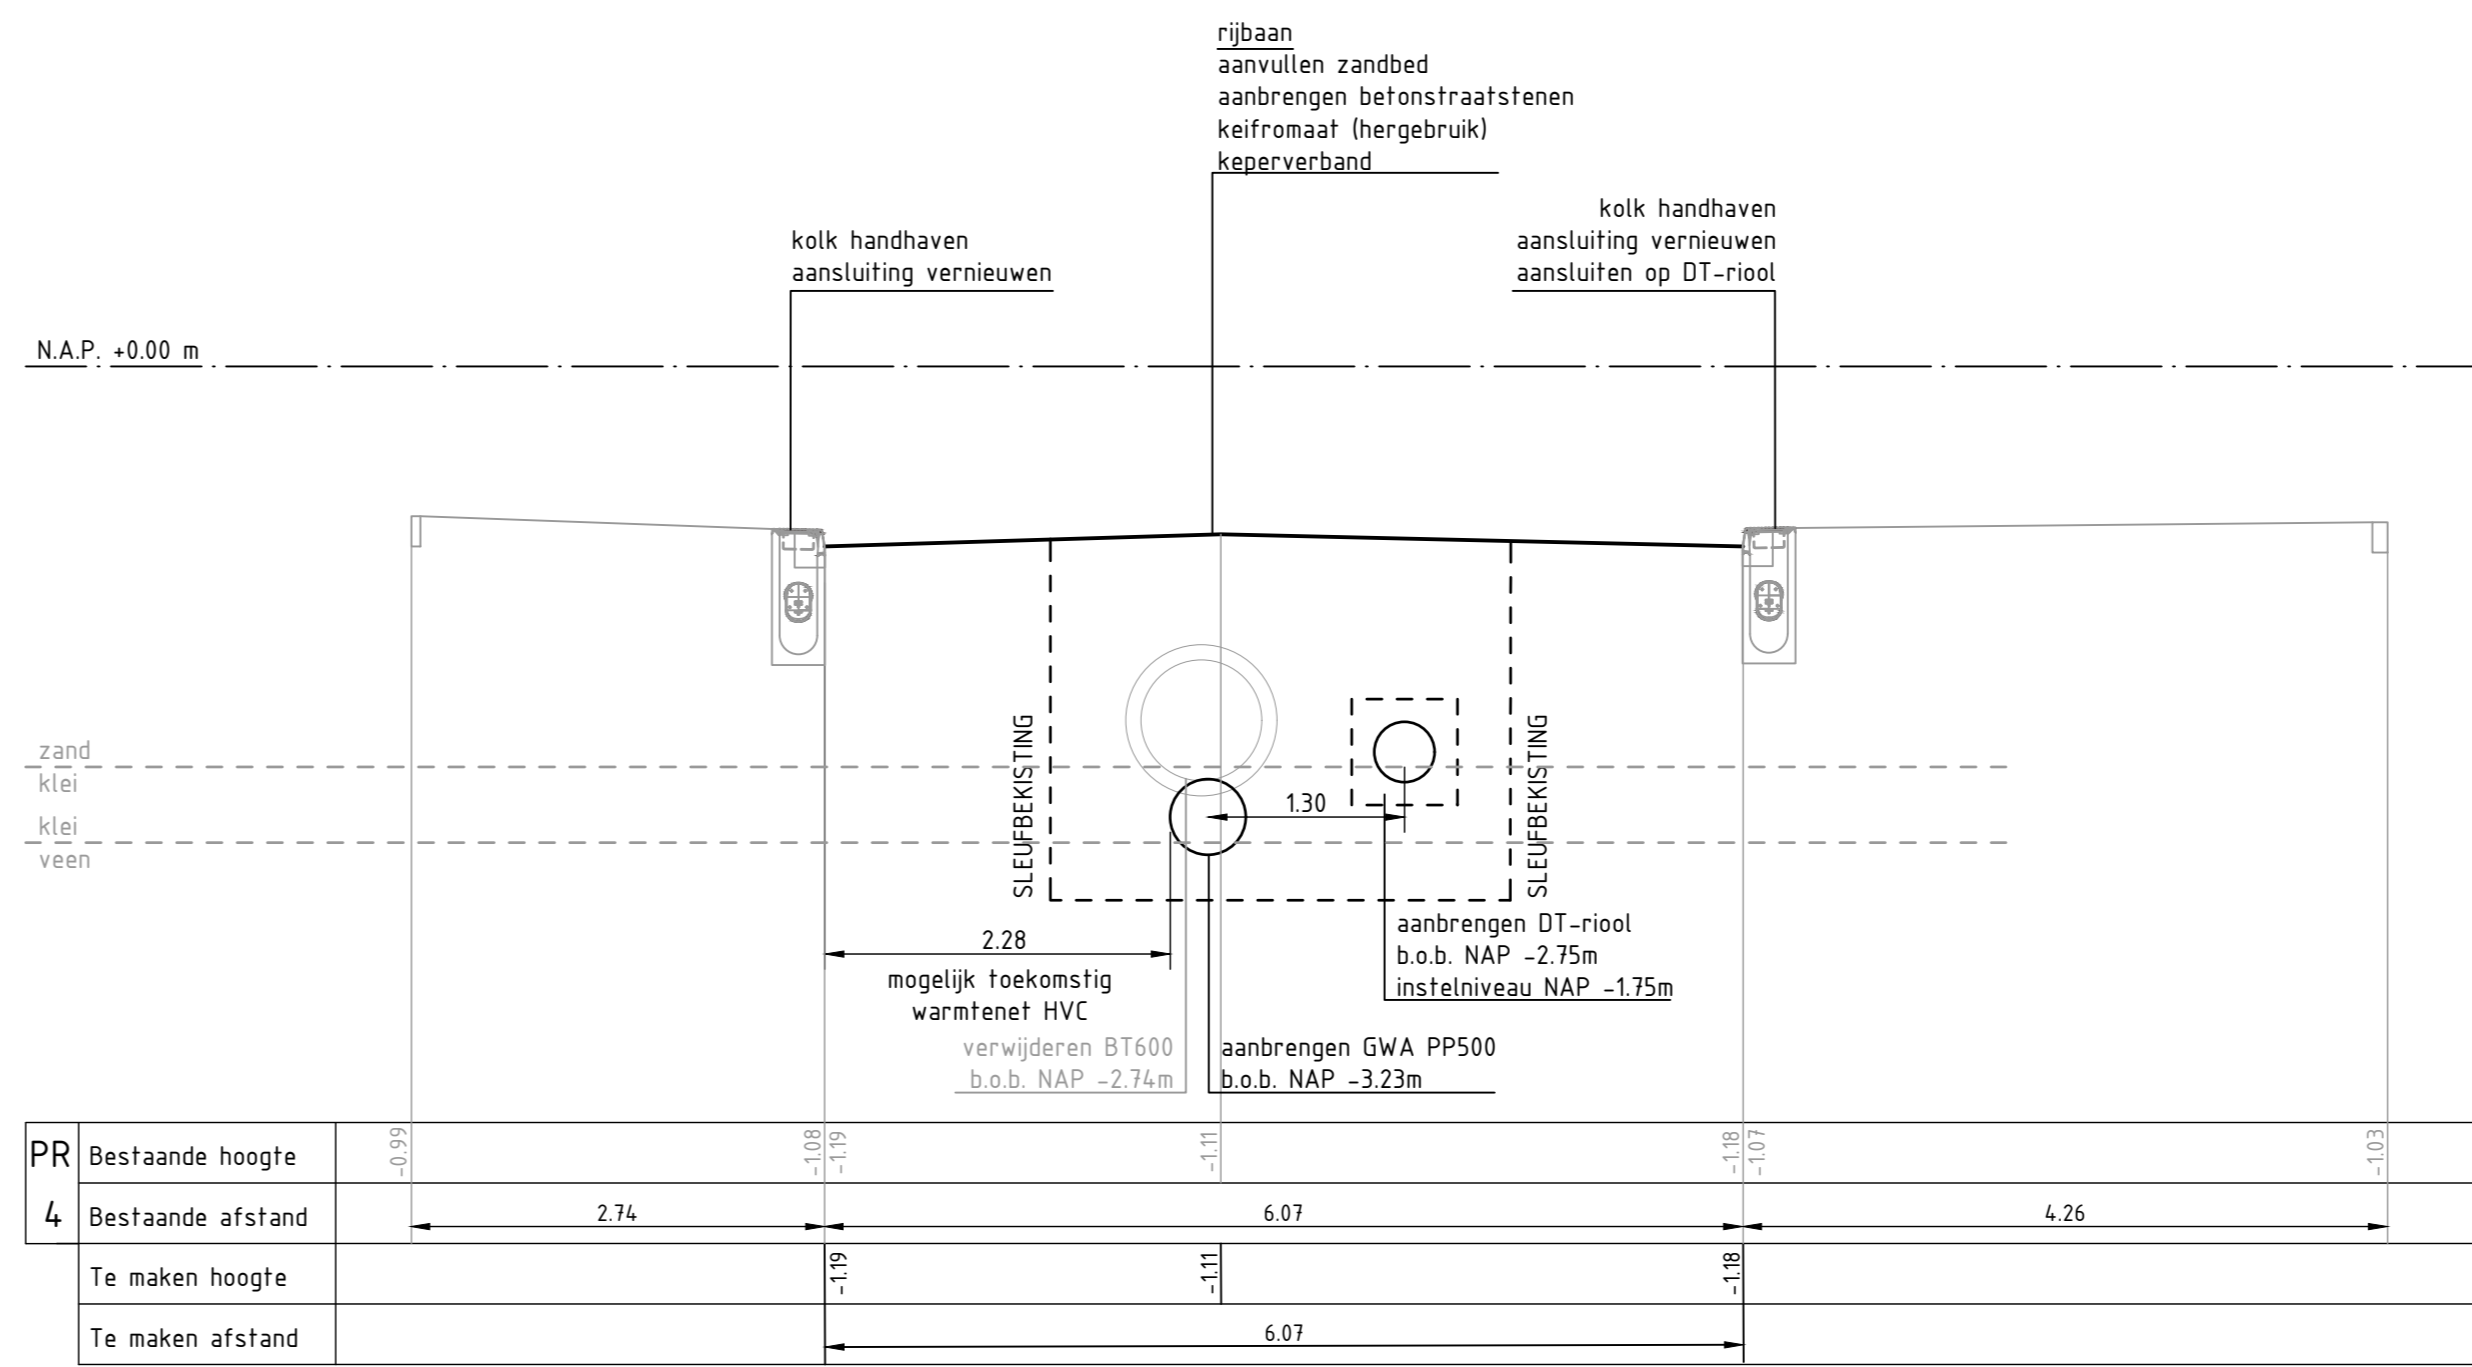 rijbaan
aanvullen zandbed
aanbrengen betonstraatstenen
keifromaat (hergebruik)
keperverband
kolk handhaven
aansluiting vernieuwen
kolk handhaven
aansluiting vernieuwen
aansluiten op DT-riool
N.A.P. +0.00 m
zand
klei
klei
veen
SLEUFBEKISTING
SLEUFBEKISTING
1.30
2.28
mogelijk toekomstig
warmtenet HVC
aanbrengen DT-riool
b.o.b. NAP -2.75m
instelniveau NAP -1.75m
verwijderen BT600
b.o.b. NAP -2.74m
aanbrengen GWA PP500
b.o.b. NAP -3.23m
PR
4
Bestaande hoogte
-0.99
-1.08
-1.19
-1.11
-1.18
-1.07
-1.03
Bestaande afstand
2.74
6.07
4.26
Te maken hoogte
-1.19
-1.11
-1.18
Te maken afstand
6.07